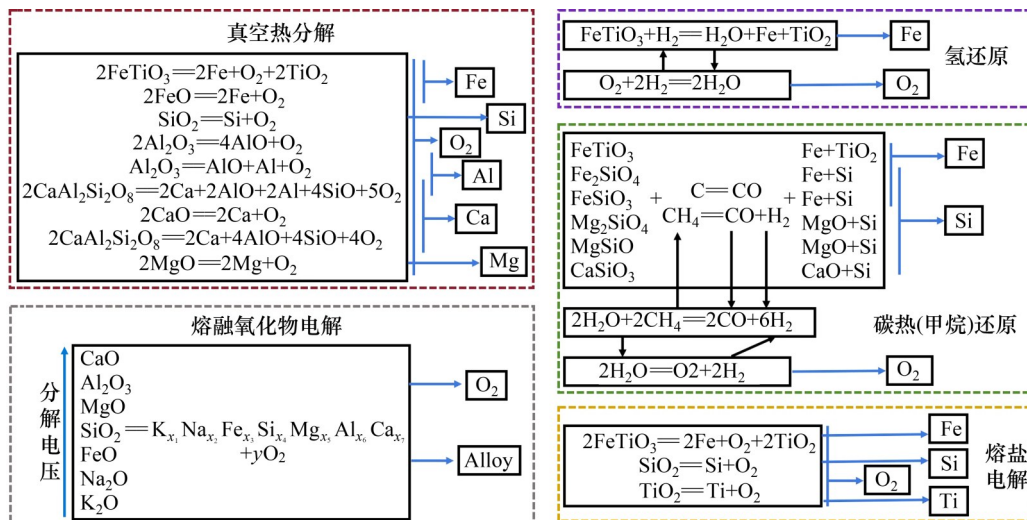 真空热分解
2FeTiO₃═2Fe+O₂+2TiO₂
2FeO═2Fe+O₂
SiO₂═Si+O₂
2Al₂O₃═4AlO+O₂
Al₂O₃═AlO+Al+O₂
2CaAl₂Si₂O₈═2Ca+2AlO+2Al+4SiO+5O₂
2CaO═2Ca+O₂
2CaAl₂Si₂O₈═2Ca+4AlO+4SiO+4O₂
2MgO═2Mg+O₂
Fe
Si
O₂
Al
Ca
Mg
熔融氧化物电解
分解电压
CaO
Al₂O₃
MgO
SiO₂═Kₓ₁Naₓ₂Feₓ₃Siₓ₄Mgₓ₅Alₓ₆Caₓ₇
+yO₂
FeO
Na₂O
K₂O
O₂
Alloy
FeTiO₃+H₂═H₂O+Fe+TiO₂
Fe
氢还原
O₂+2H₂═2H₂O
O₂
FeTiO₃
Fe₂SiO₄
FeSiO₃
Mg₂SiO₄
MgSiO
CaSiO₃
+
C═CO
CH₄═CO+H₂
+
Fe+TiO₂
Fe+Si
Fe+Si
MgO+Si
MgO+Si
CaO+Si
Fe
Si
2H₂O+2CH₄═2CO+6H₂
碳热(甲烷)还原
2H₂O═O2+2H₂
O₂
2FeTiO₃═2Fe+O₂+2TiO₂
SiO₂═Si+O₂
TiO₂═Ti+O₂
Fe
Si
O₂
Ti
熔盐
电解